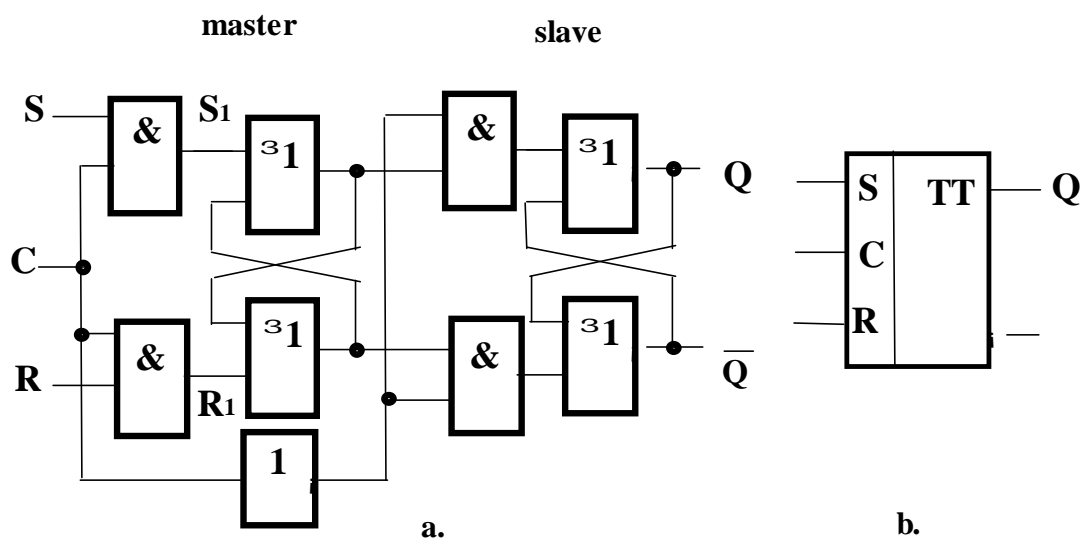 master slave
S & S1 ³1 & ³1 Q
C
R & R1 ³1 & ³1 Q̅
1
S TT Q
C
R
a. b.